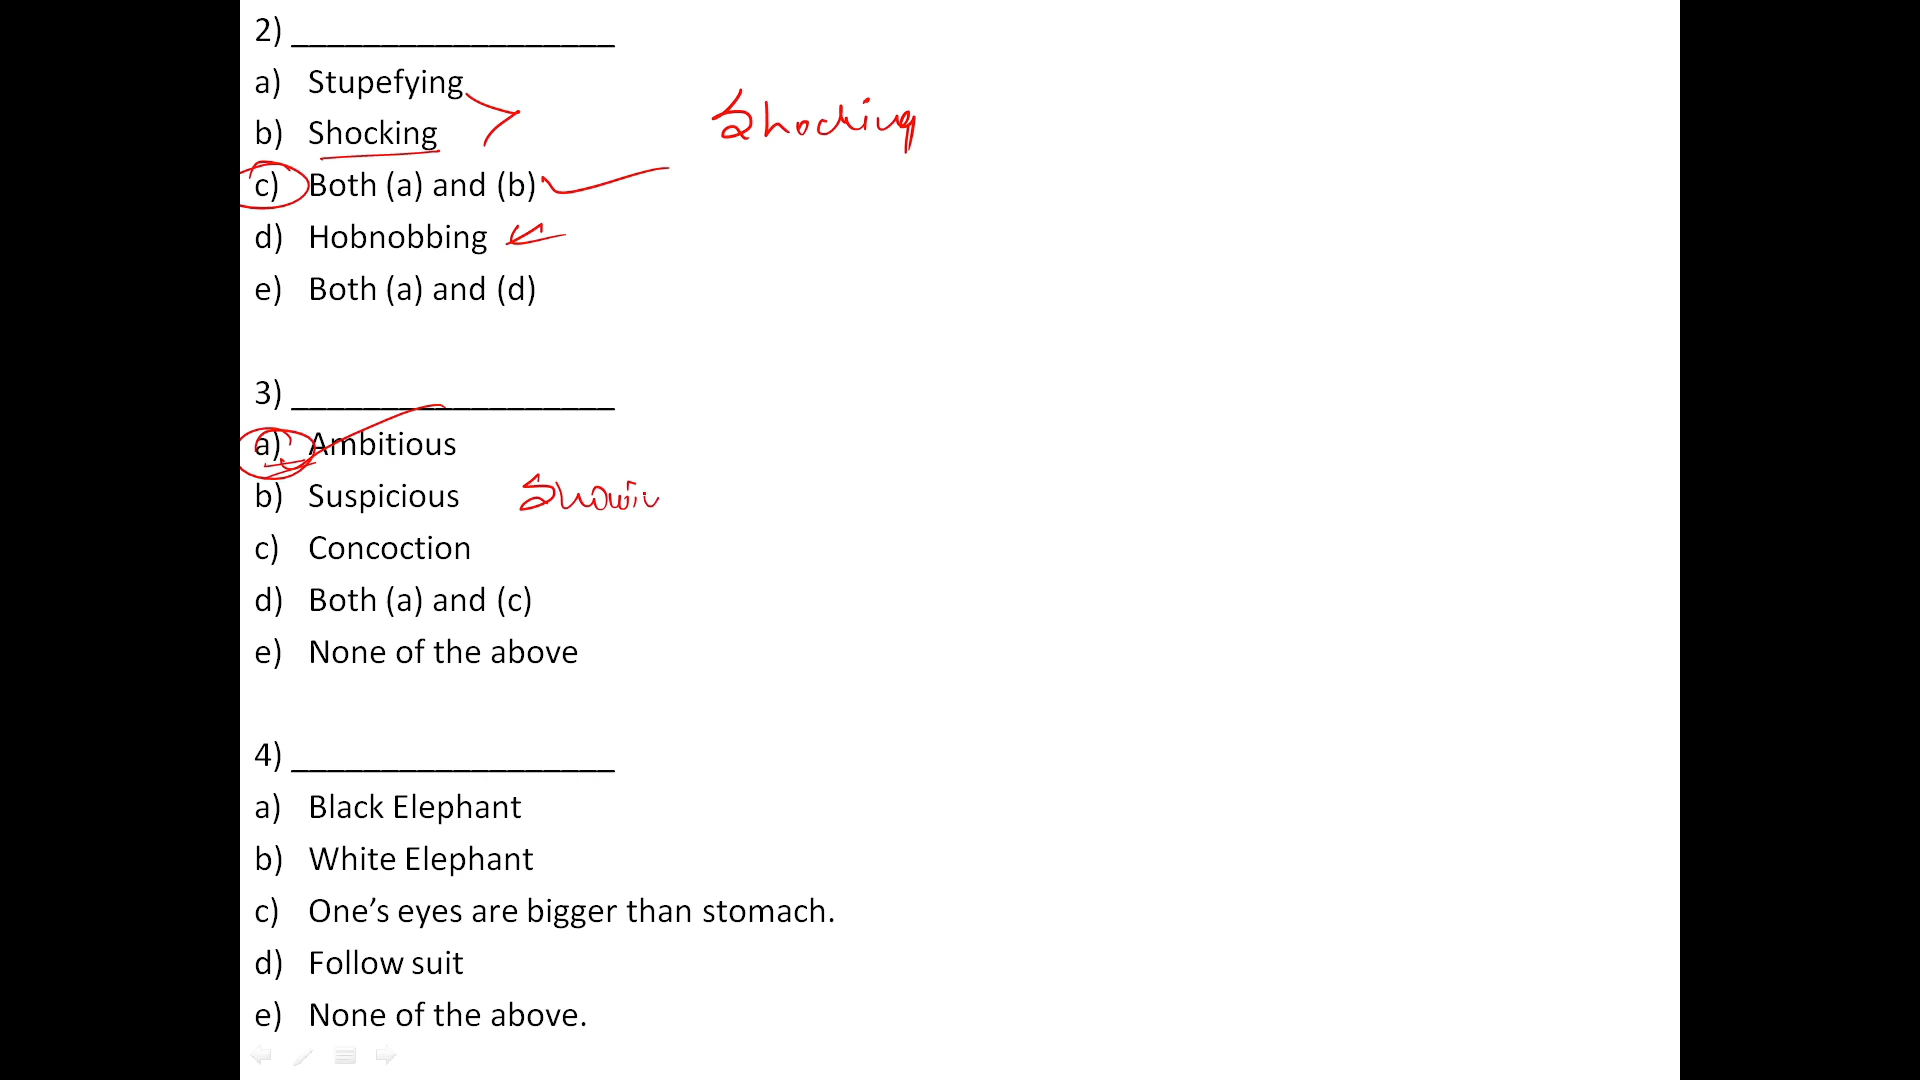 2) ___________________
a) Stupefying
b) Shocking
Shocking
c) Both (a) and (b)
d) Hobnobbing
e) Both (a) and (d)
3) ___________________
a) Ambitious
b) Suspicious
c) Concoction
d) Both (a) and (c)
e) None of the above
4) ___________________
a) Black Elephant
b) White Elephant
c) One’s eyes are bigger than stomach.
d) Follow suit
e) None of the above.